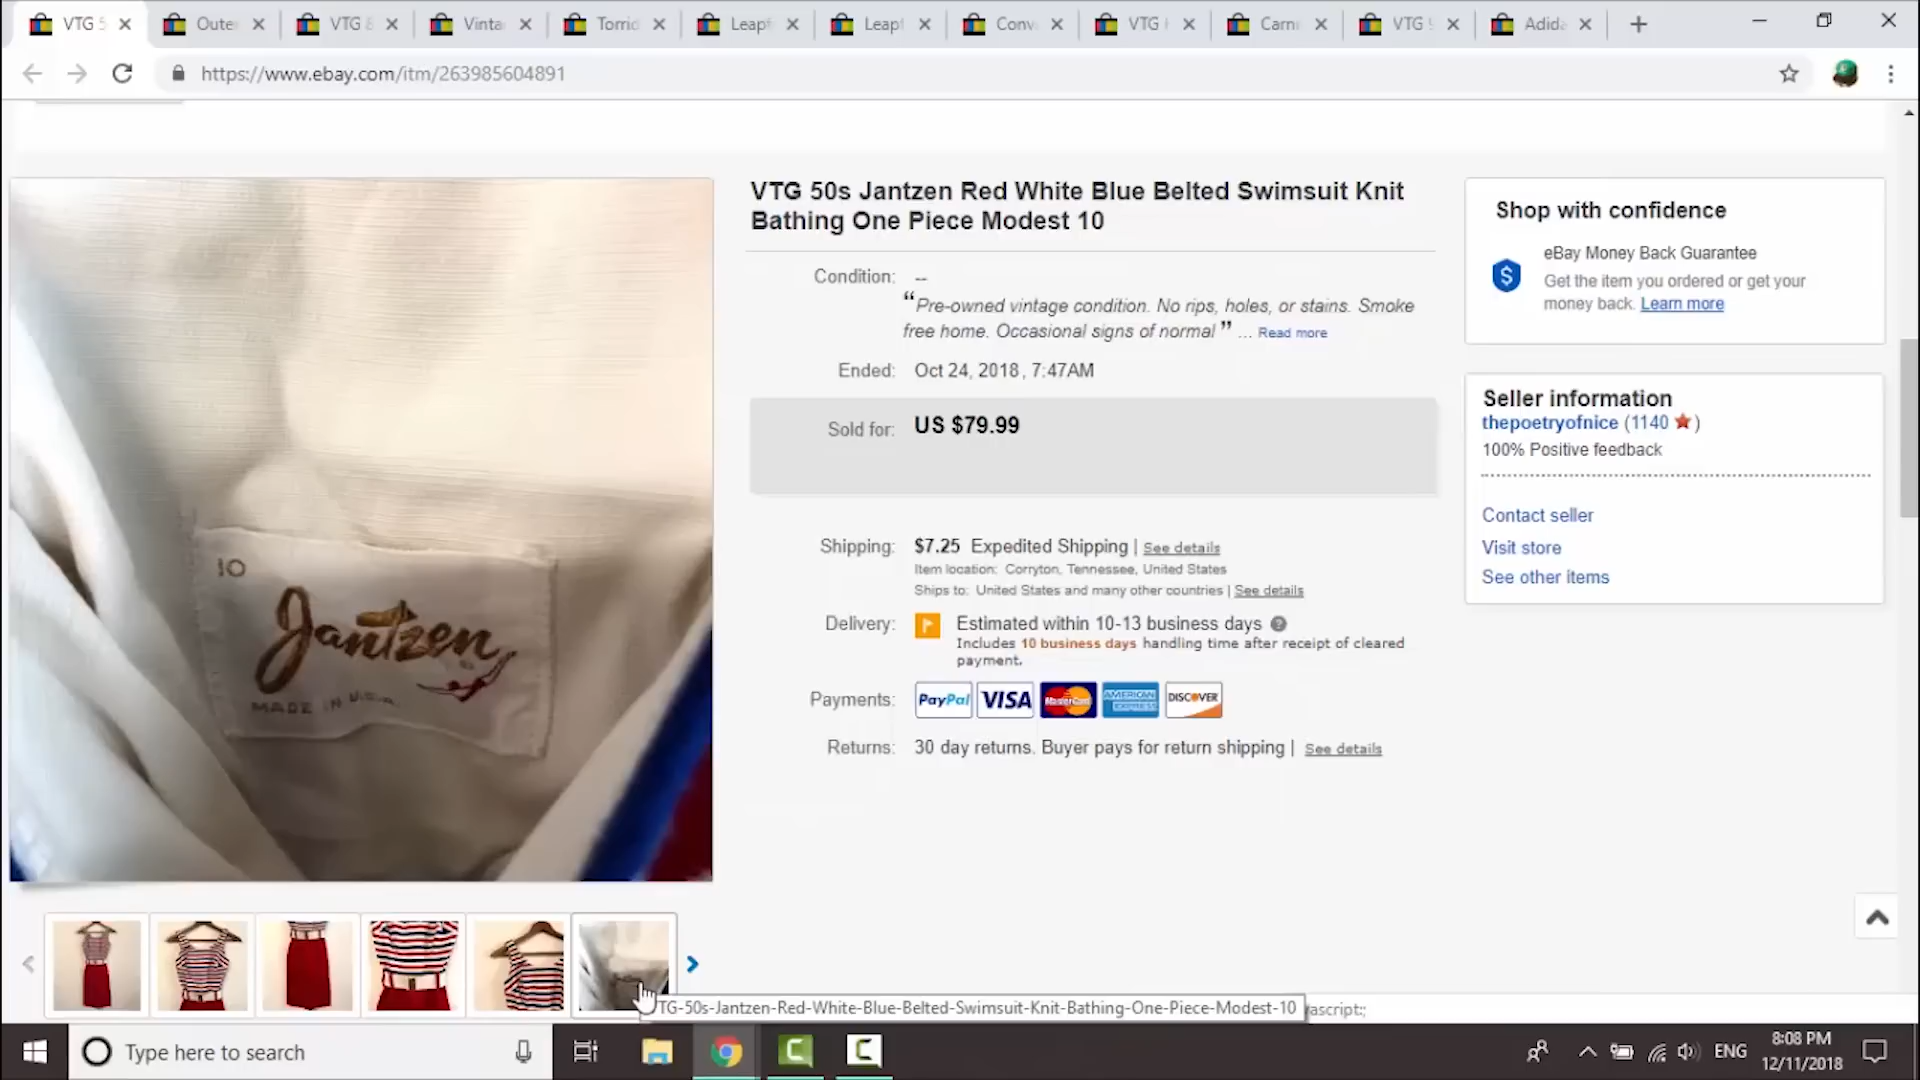 VTG 5
Oute
VTG 8
Vinta
Torrid
Leapf
Leapf
Conv
VTG
Carni
VTG 5
Adida
https://www.ebay.com/itm/263985604891
VTG 50s Jantzen Red White Blue Belted Swimsuit Knit
Bathing One Piece Modest 10
Condition: --
“Pre-owned vintage condition. No rips, holes, or stains. Smoke
free home. Occasional signs of normal ” ... Read more
Ended: Oct 24, 2018 , 7:47AM
Sold for: US $79.99
Shipping: $7.25 Expedited Shipping | See details
Item location: Corryton, Tennessee, United States
Ships to: United States and many other countries | See details
Delivery: Estimated within 10-13 business days ?
Includes 10 business days handling time after receipt of cleared
payment.
Payments: PayPal VISA MasterCard AMERICAN EXPRESS DISCOVER
Returns: 30 day returns. Buyer pays for return shipping | See details
Shop with confidence
eBay Money Back Guarantee
Get the item you ordered or get your
money back. Learn more
Seller information
thepoetryofnice (1140 ★ )
100% Positive feedback
Contact seller
Visit store
See other items
10
Jantzen
MADE IN U.S.A.
TG-50s-Jantzen-Red-White-Blue-Belted-Swimsuit-Knit-Bathing-One-Piece-Modest-10
ascript:;
Type here to search
ENG
8:08 PM
12/11/2018